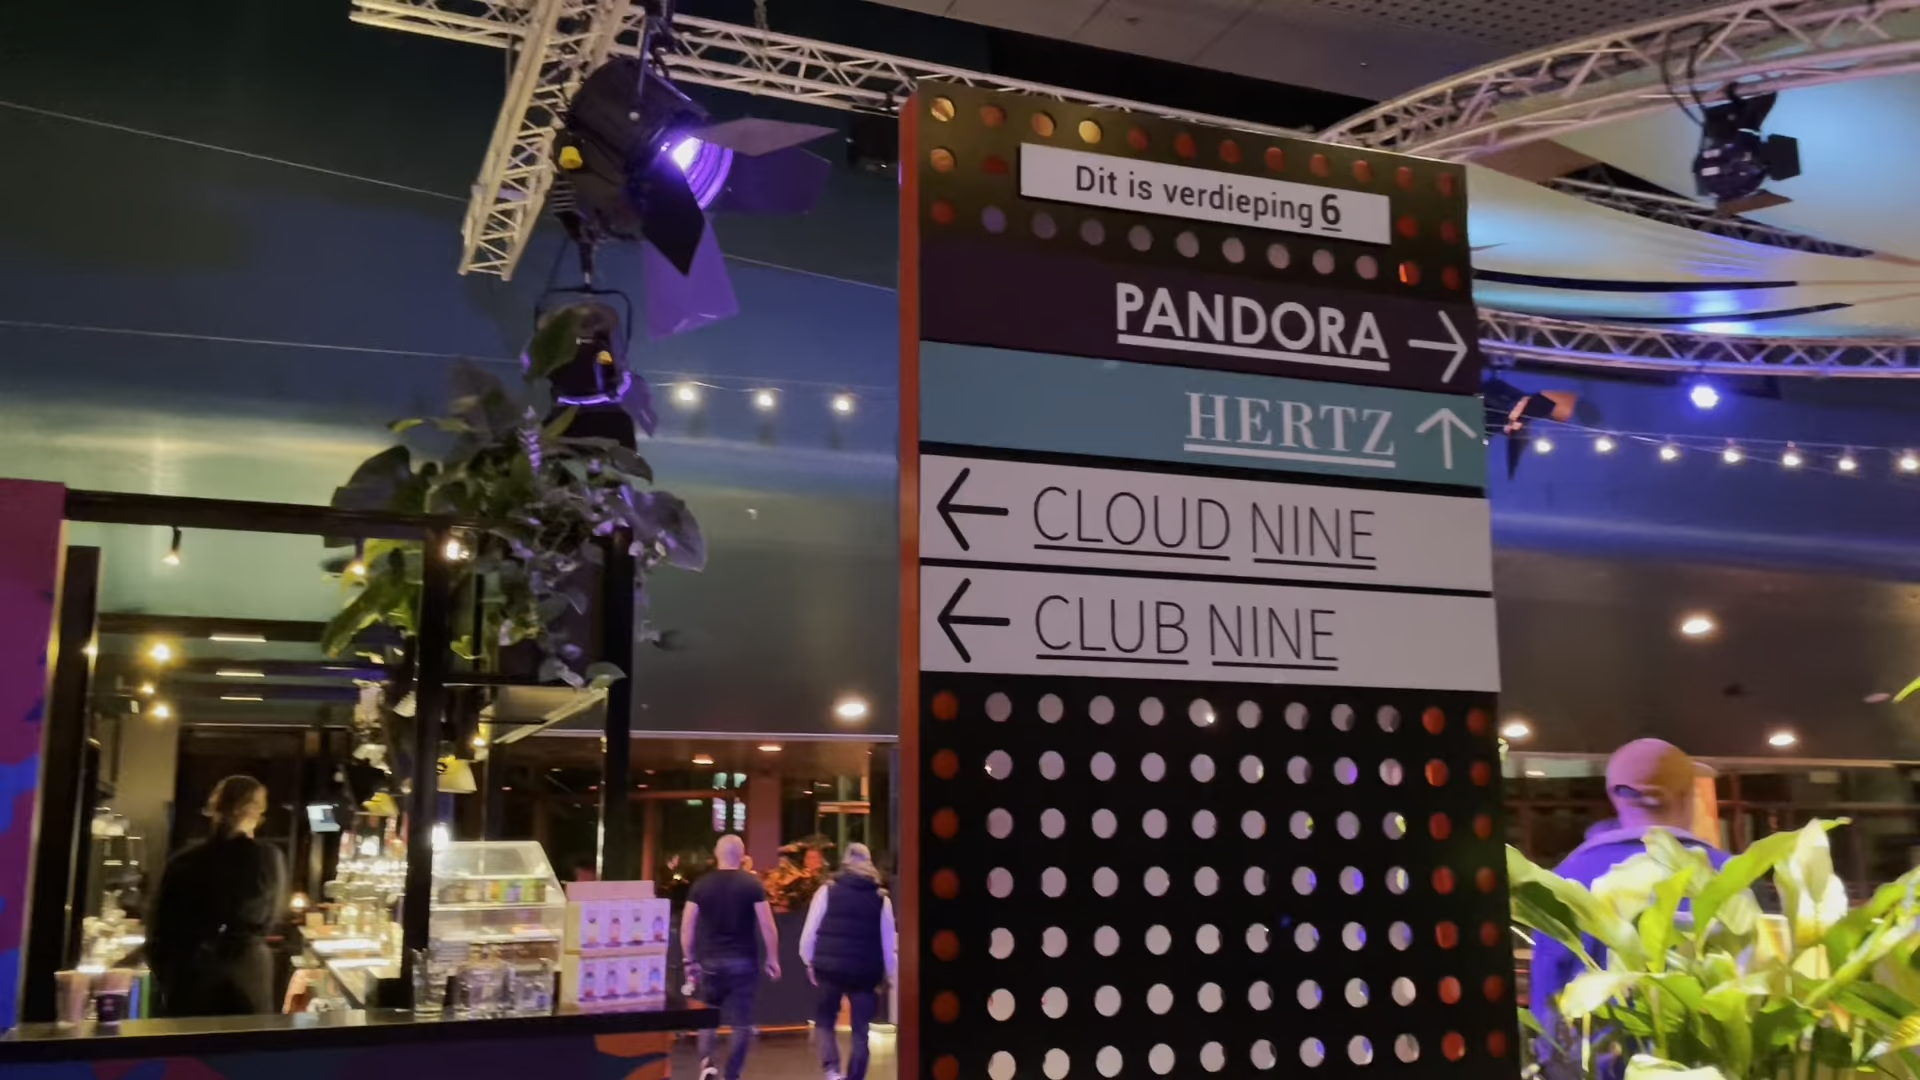 Dit is verdieping 6
PANDORA →
HERTZ ↑
← CLOUD NINE
← CLUB NINE